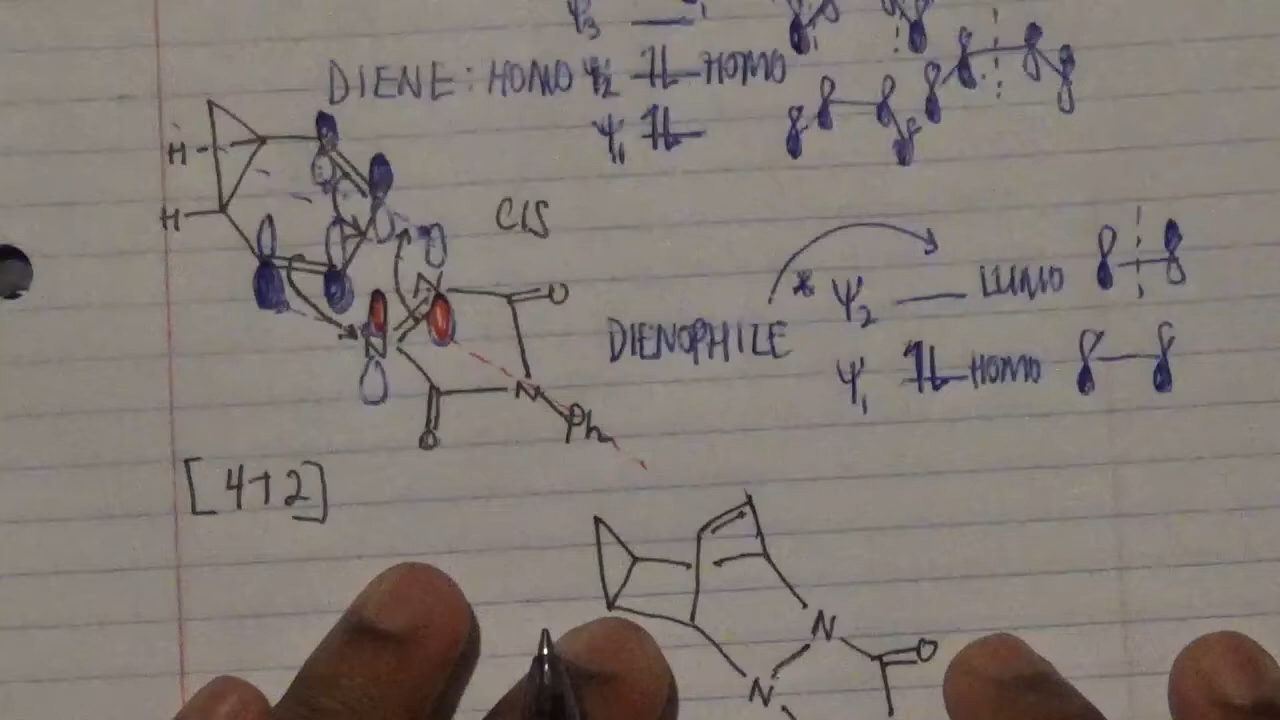 Ψ3
DIENE: HOMO Ψ2 HOMO
Ψ1
H
H
CIS
N
O
N
DIENOPHILE
* Ψ2 LUMO
Ψ1 HOMO
N
Ph
O
[4+2]
N
O
N